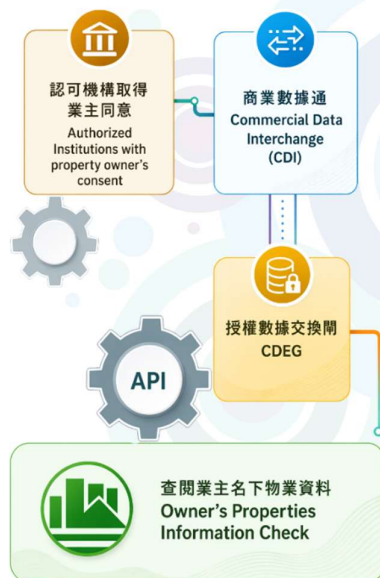 認可機構取得
業主同意
Authorized
Institutions with
property owner's
consent
商業數據通
Commercial Data
Interchange
(CDI)
授權數據交換閘
CDEG
API
查閱業主名下物業資料
Owner's Properties
Information Check